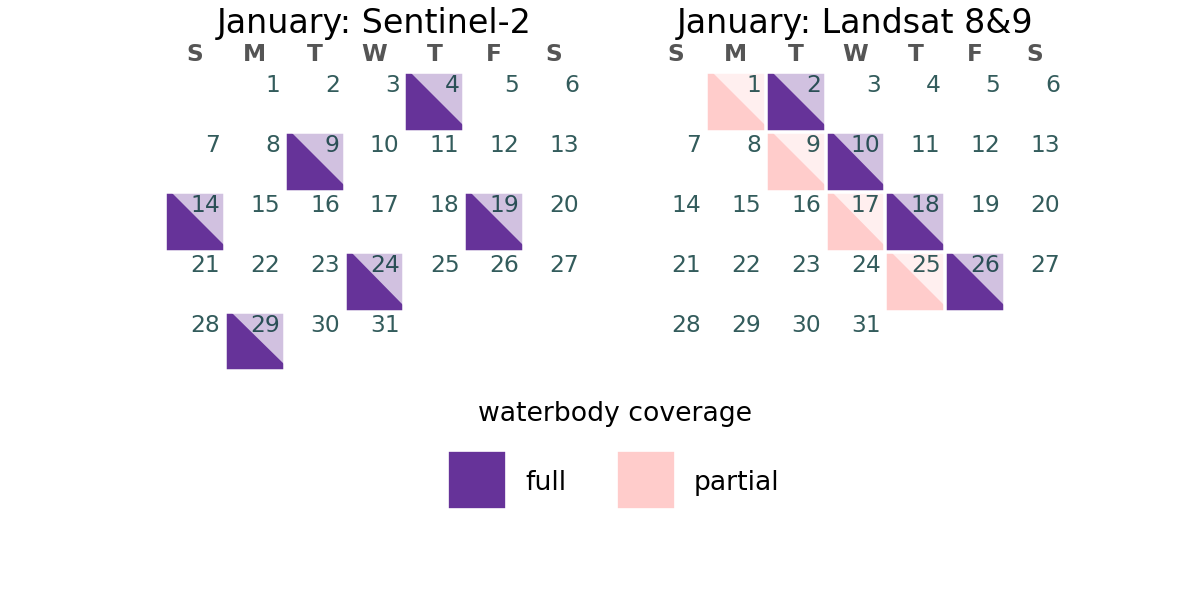 January: Sentinel-2
S M T W T F S
1 2 3 4 5 6
7 8 9 10 11 12 13
14 15 16 17 18 19 20
21 22 23 24 25 26 27
28 29 30 31
January: Landsat 8&9
S M T W T F S
1 2 3 4 5 6
7 8 9 10 11 12 13
14 15 16 17 18 19 20
21 22 23 24 25 26 27
28 29 30 31
waterbody coverage
full partial